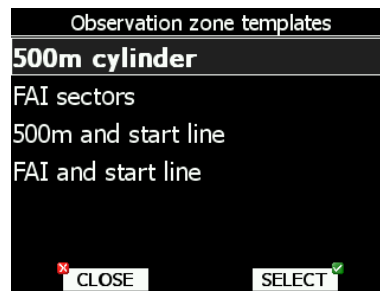 Observation zone templates
500m cylinder
FAI sectors
500m and start line
FAI and start line
CLOSE SELECT